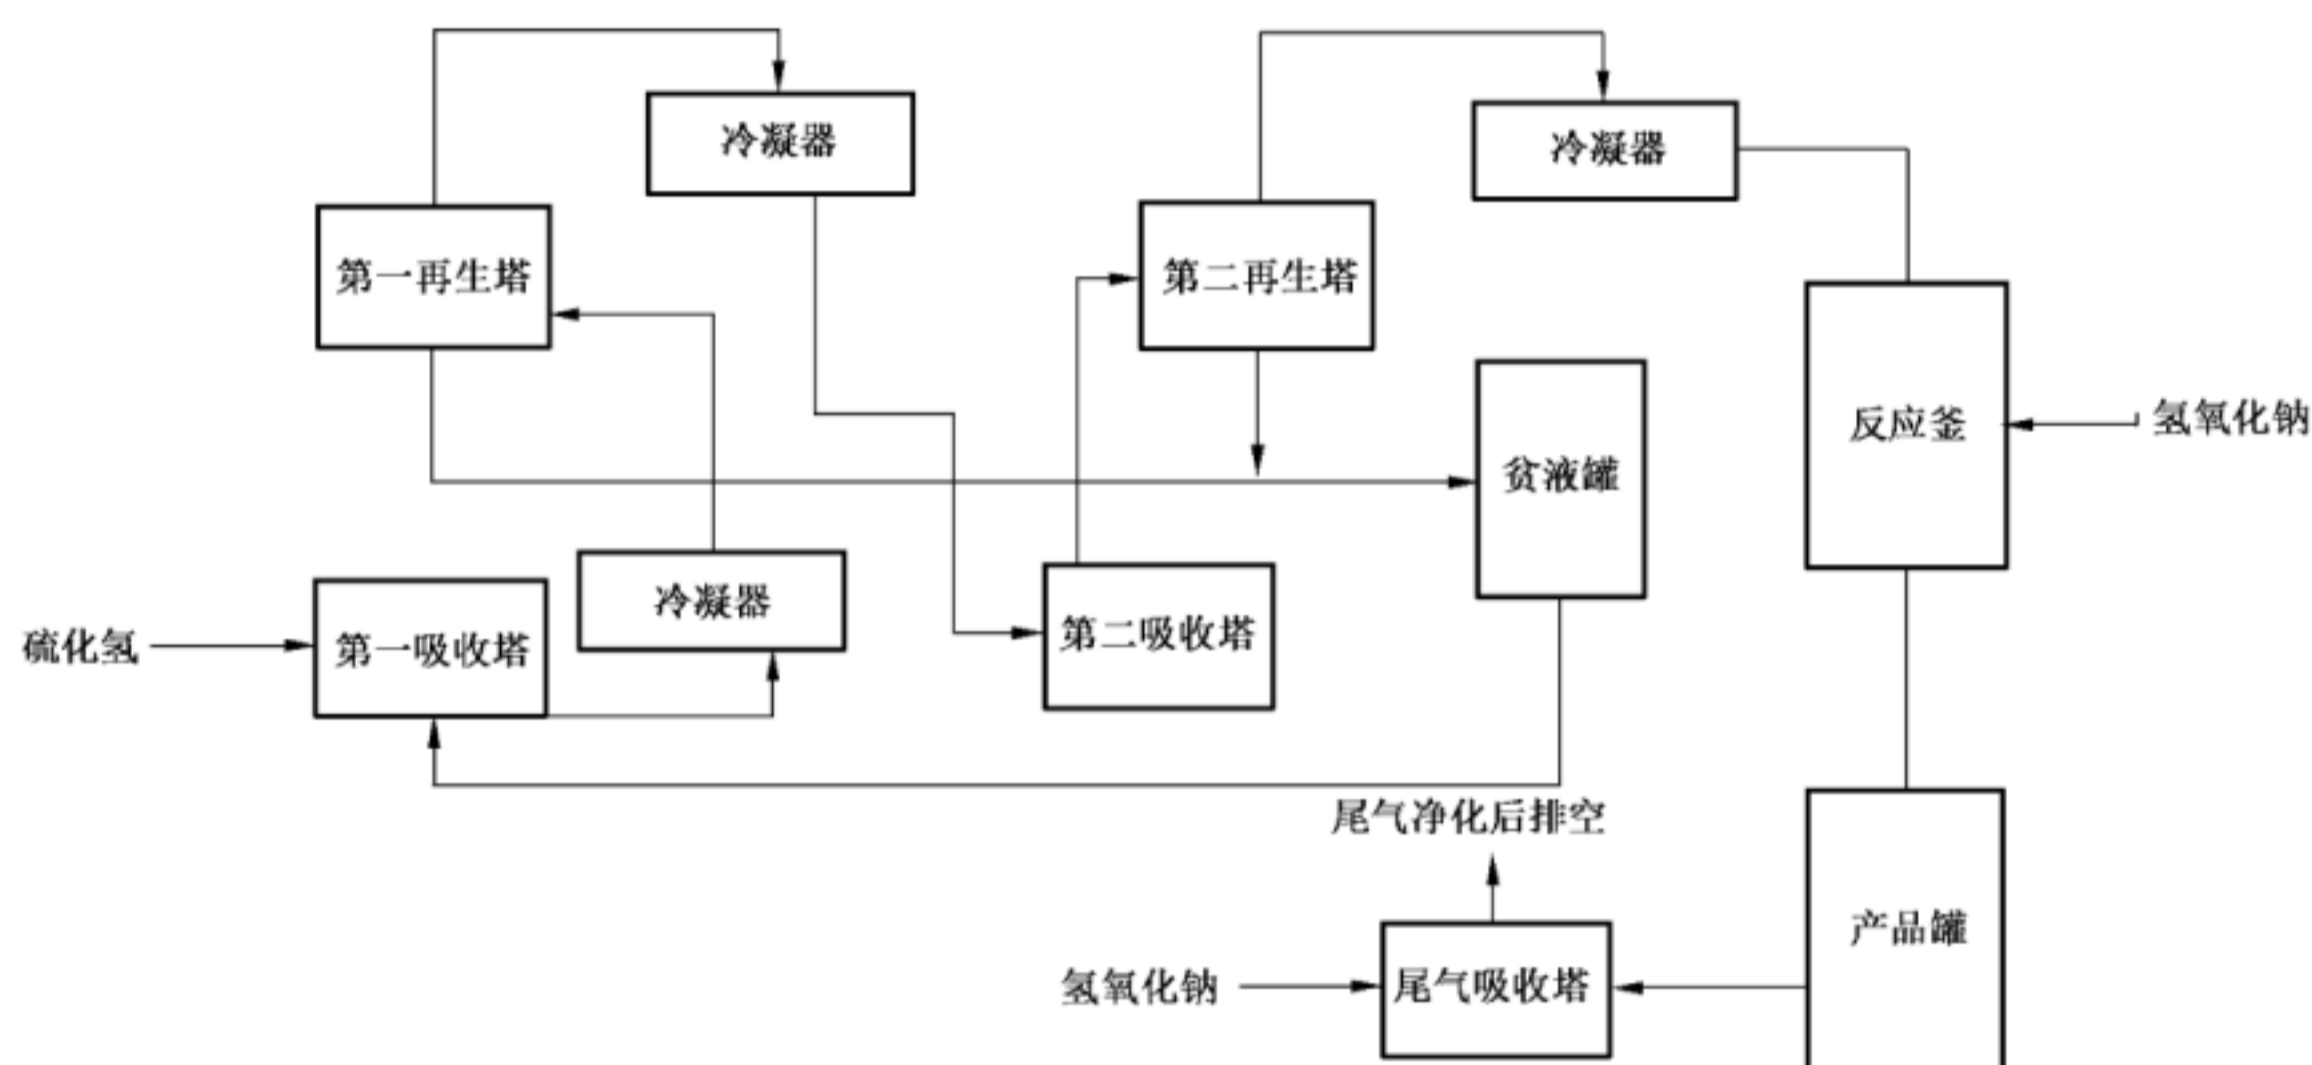 冷凝器
冷凝器
第一再生塔
第二再生塔
反应釜
氢氧化钠
贫液罐
冷凝器
硫化氢
第一吸收塔
第二吸收塔
尾气净化后排空
产品罐
氢氧化钠
尾气吸收塔